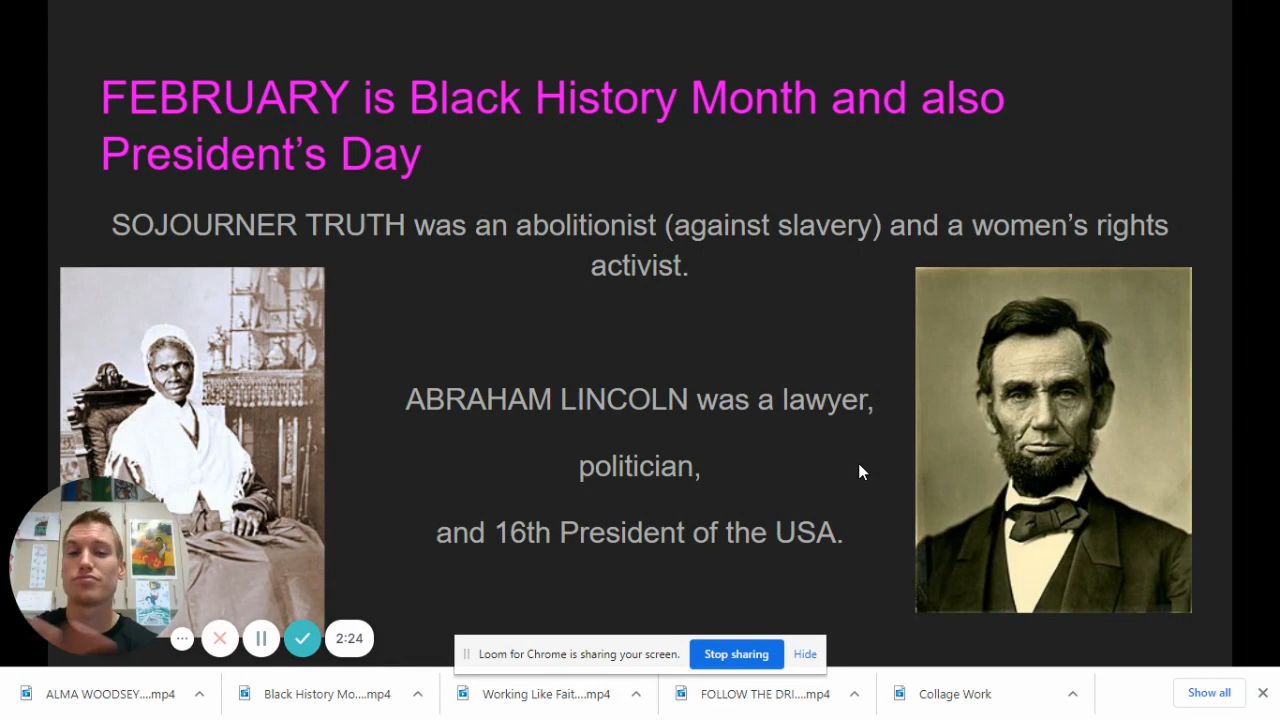 FEBRUARY is Black History Month and also
President’s Day
SOJOURNER TRUTH was an abolitionist (against slavery) and a women’s rights
activist.
ABRAHAM LINCOLN was a lawyer,
politician,
and 16th President of the USA.
2:24
Loom for Chrome is sharing your screen.
Stop sharing
Hide
ALMA WOODSEY....mp4
Black History Mo....mp4
Working Like Fait....mp4
FOLLOW THE DRI....mp4
Collage Work
Show all